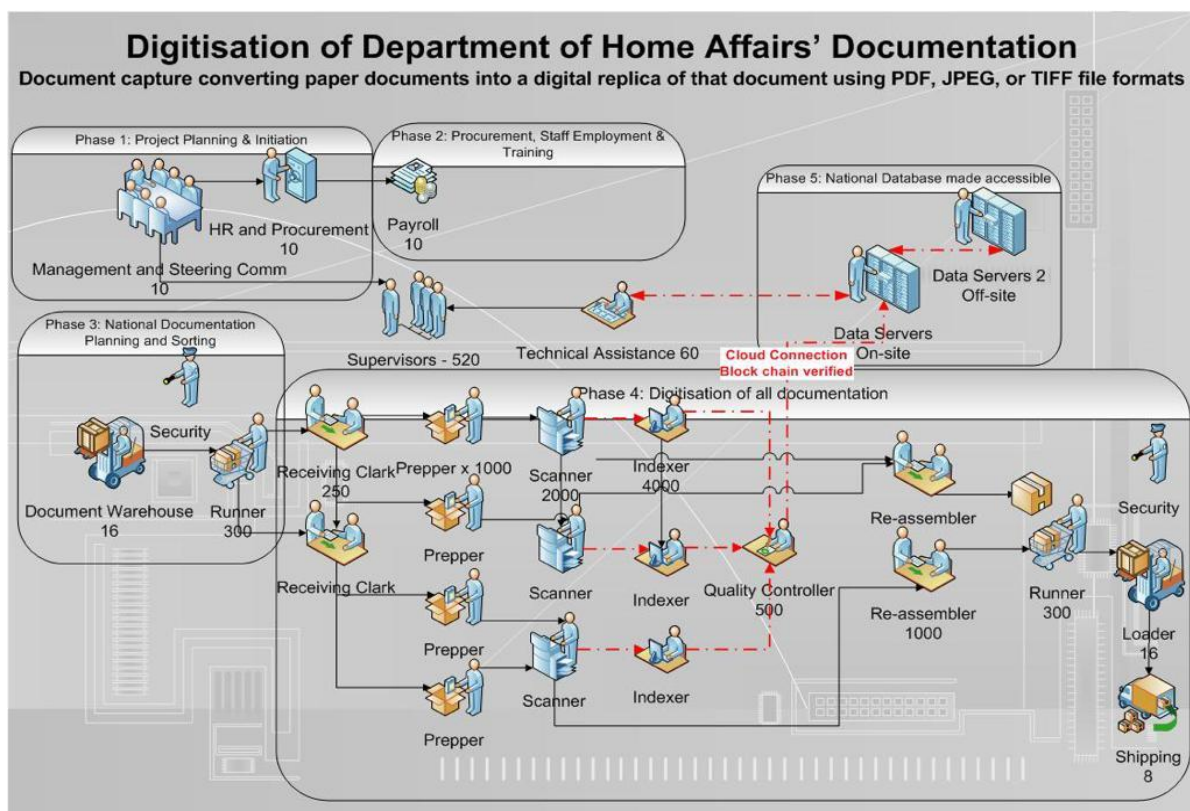 Digitisation of Department of Home Affairs' Documentation
Document capture converting paper documents into a digital replica of that document using PDF, JPEG, or TIFF file formats
Phase 1: Project Planning & Initiation
HR and Procurement
10
Management and Steering Comm
10
Phase 2: Procurement, Staff Employment &
Training
Payroll
10
Phase 5: National Database made accessible
Data Servers 2
Off-site
Data Servers
On-site
Supervisors - 520
Technical Assistance 60
Cloud Connection
Block chain verified
Phase 3: National Documentation
Planning and Sorting
Security
Document Warehouse
16
Runner
300
Phase 4: Digitisation of all documentation
Receiving Clark
250
Prepper x 1000
Scanner
2000
Indexer
4000
Re-assembler
Security
Receiving Clark
Prepper
Scanner
Indexer
Quality Controller
500
Re-assembler
1000
Runner
300
Loader
16
Prepper
Scanner
Indexer
Prepper
Shipping
8